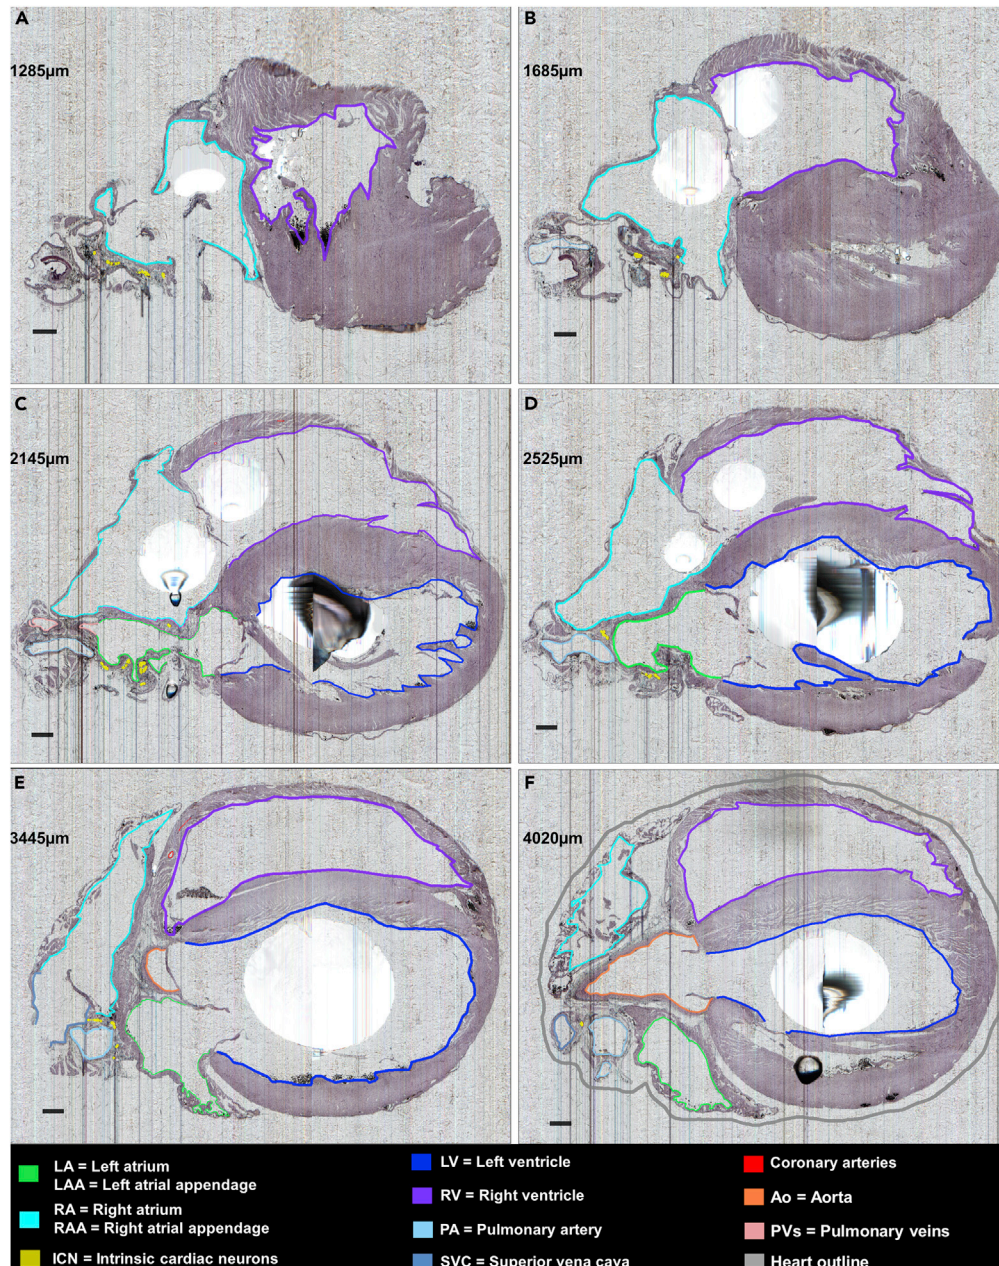 A
1285µm
B
1685µm
C
2145µm
D
2525µm
E
3445µm
F
4020µm
LA = Left atrium
LAA = Left atrial appendage
RA = Right atrium
RAA = Right atrial appendage
ICN = Intrinsic cardiac neurons
LV = Left ventricle
RV = Right ventricle
PA = Pulmonary artery
SVC = Superior vena cava
Coronary arteries
Ao = Aorta
PVs = Pulmonary veins
Heart outline